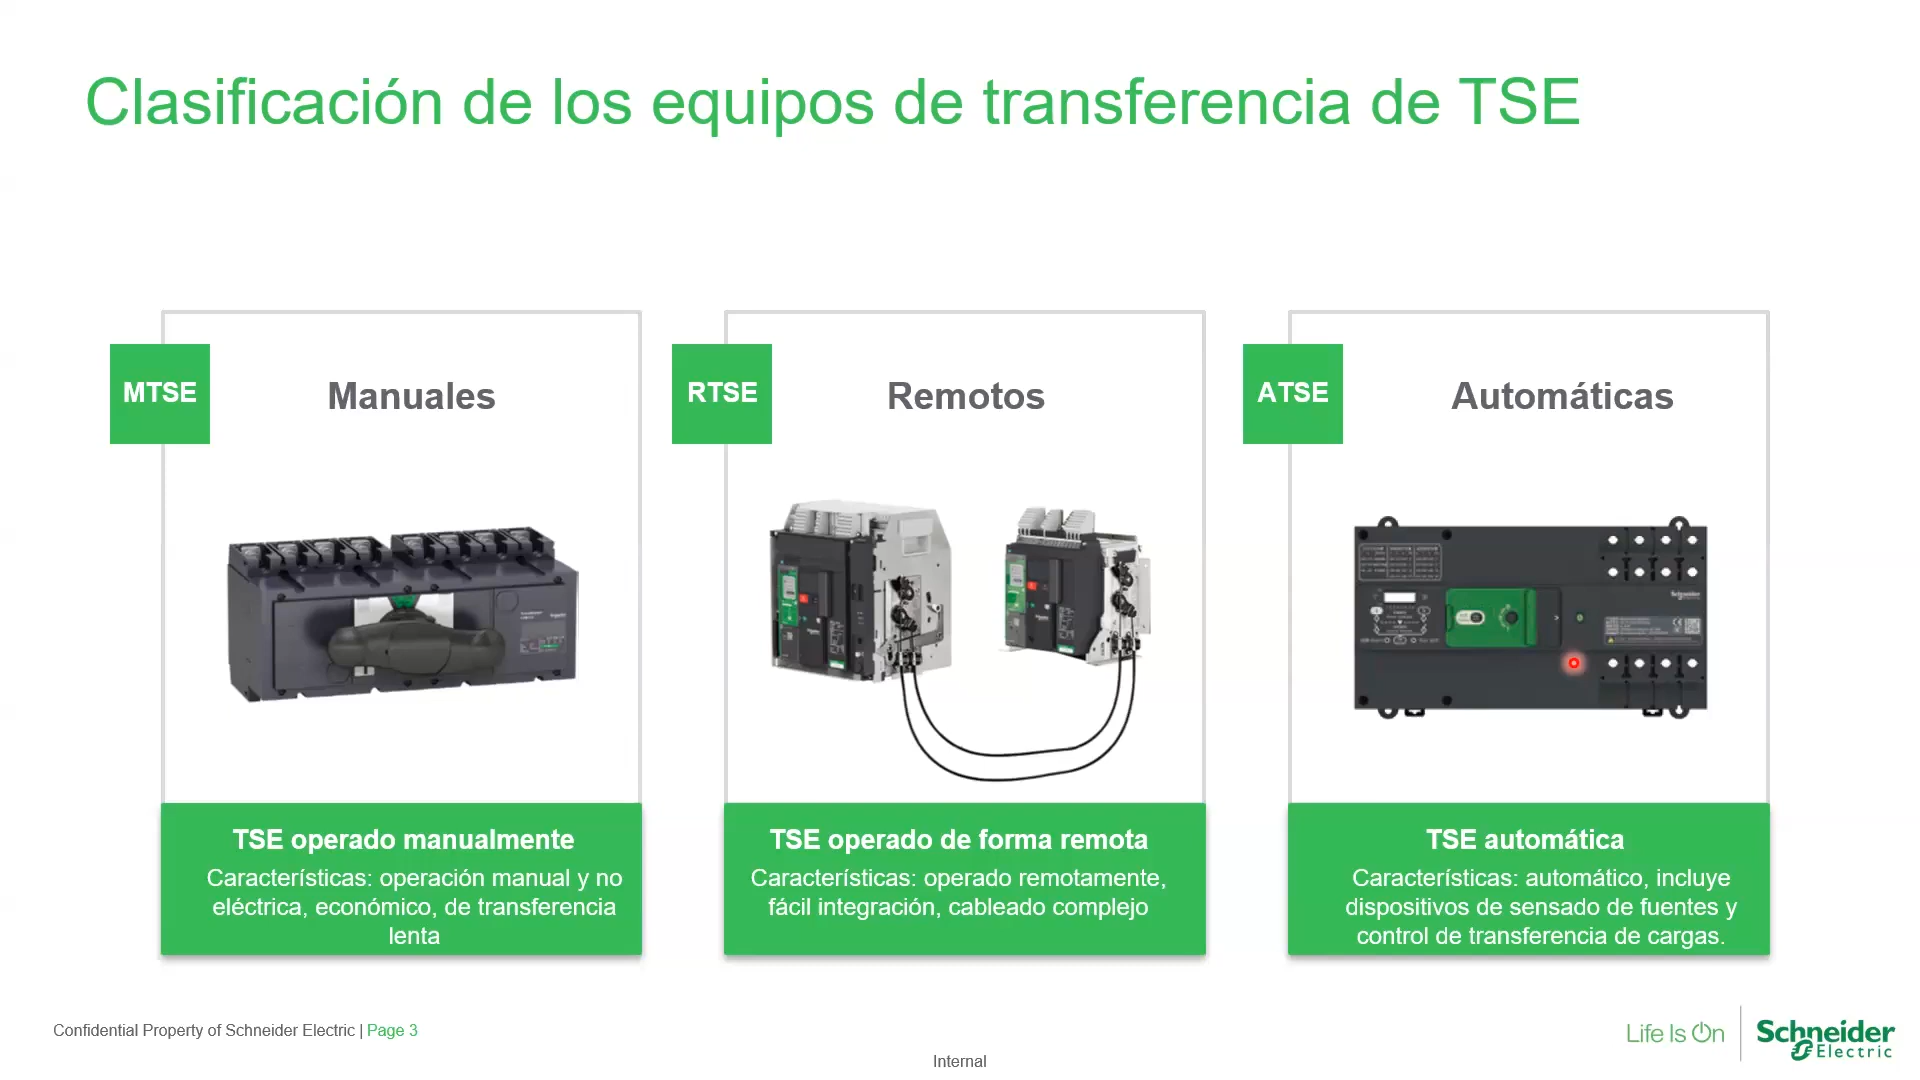 Clasificación de los equipos de transferencia de TSE
MTSE
Manuales
RTSE
Remotos
ATSE
Automáticas
TSE operado manualmente
Características: operación manual y no
eléctrica, económico, de transferencia
lenta
TSE operado de forma remota
Características: operado remotamente,
fácil integración, cableado complejo
TSE automática
Características: automático, incluye
dispositivos de sensado de fuentes y
control de transferencia de cargas.
Confidential Property of Schneider Electric | Page 3
Internal
Life Is On
Schneider
Electric